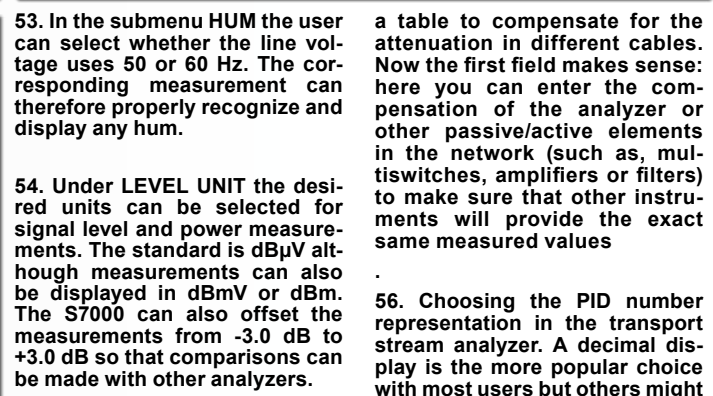 53. In the submenu HUM the user
can select whether the line vol-
tage uses 50 or 60 Hz. The cor-
responding measurement can
therefore properly recognize and
display any hum.
54. Under LEVEL UNIT the desi-
red units can be selected for
signal level and power measure-
ments. The standard is dBµV alt-
hough measurements can also
be displayed in dBmV or dBm.
The S7000 can also offset the
measurements from -3.0 dB to
+3.0 dB so that comparisons can
be made with other analyzers.
a table to compensate for the
attenuation in different cables.
Now the first field makes sense:
here you can enter the com-
pensation of the analyzer or
other passive/active elements
in the network (such as, mul-
tiswitches, amplifiers or filters)
to make sure that other instru-
ments will provide the exact
same measured values
.
56. Choosing the PID number
representation in the transport
stream analyzer. A decimal dis-
play is the more popular choice
with most users but others might